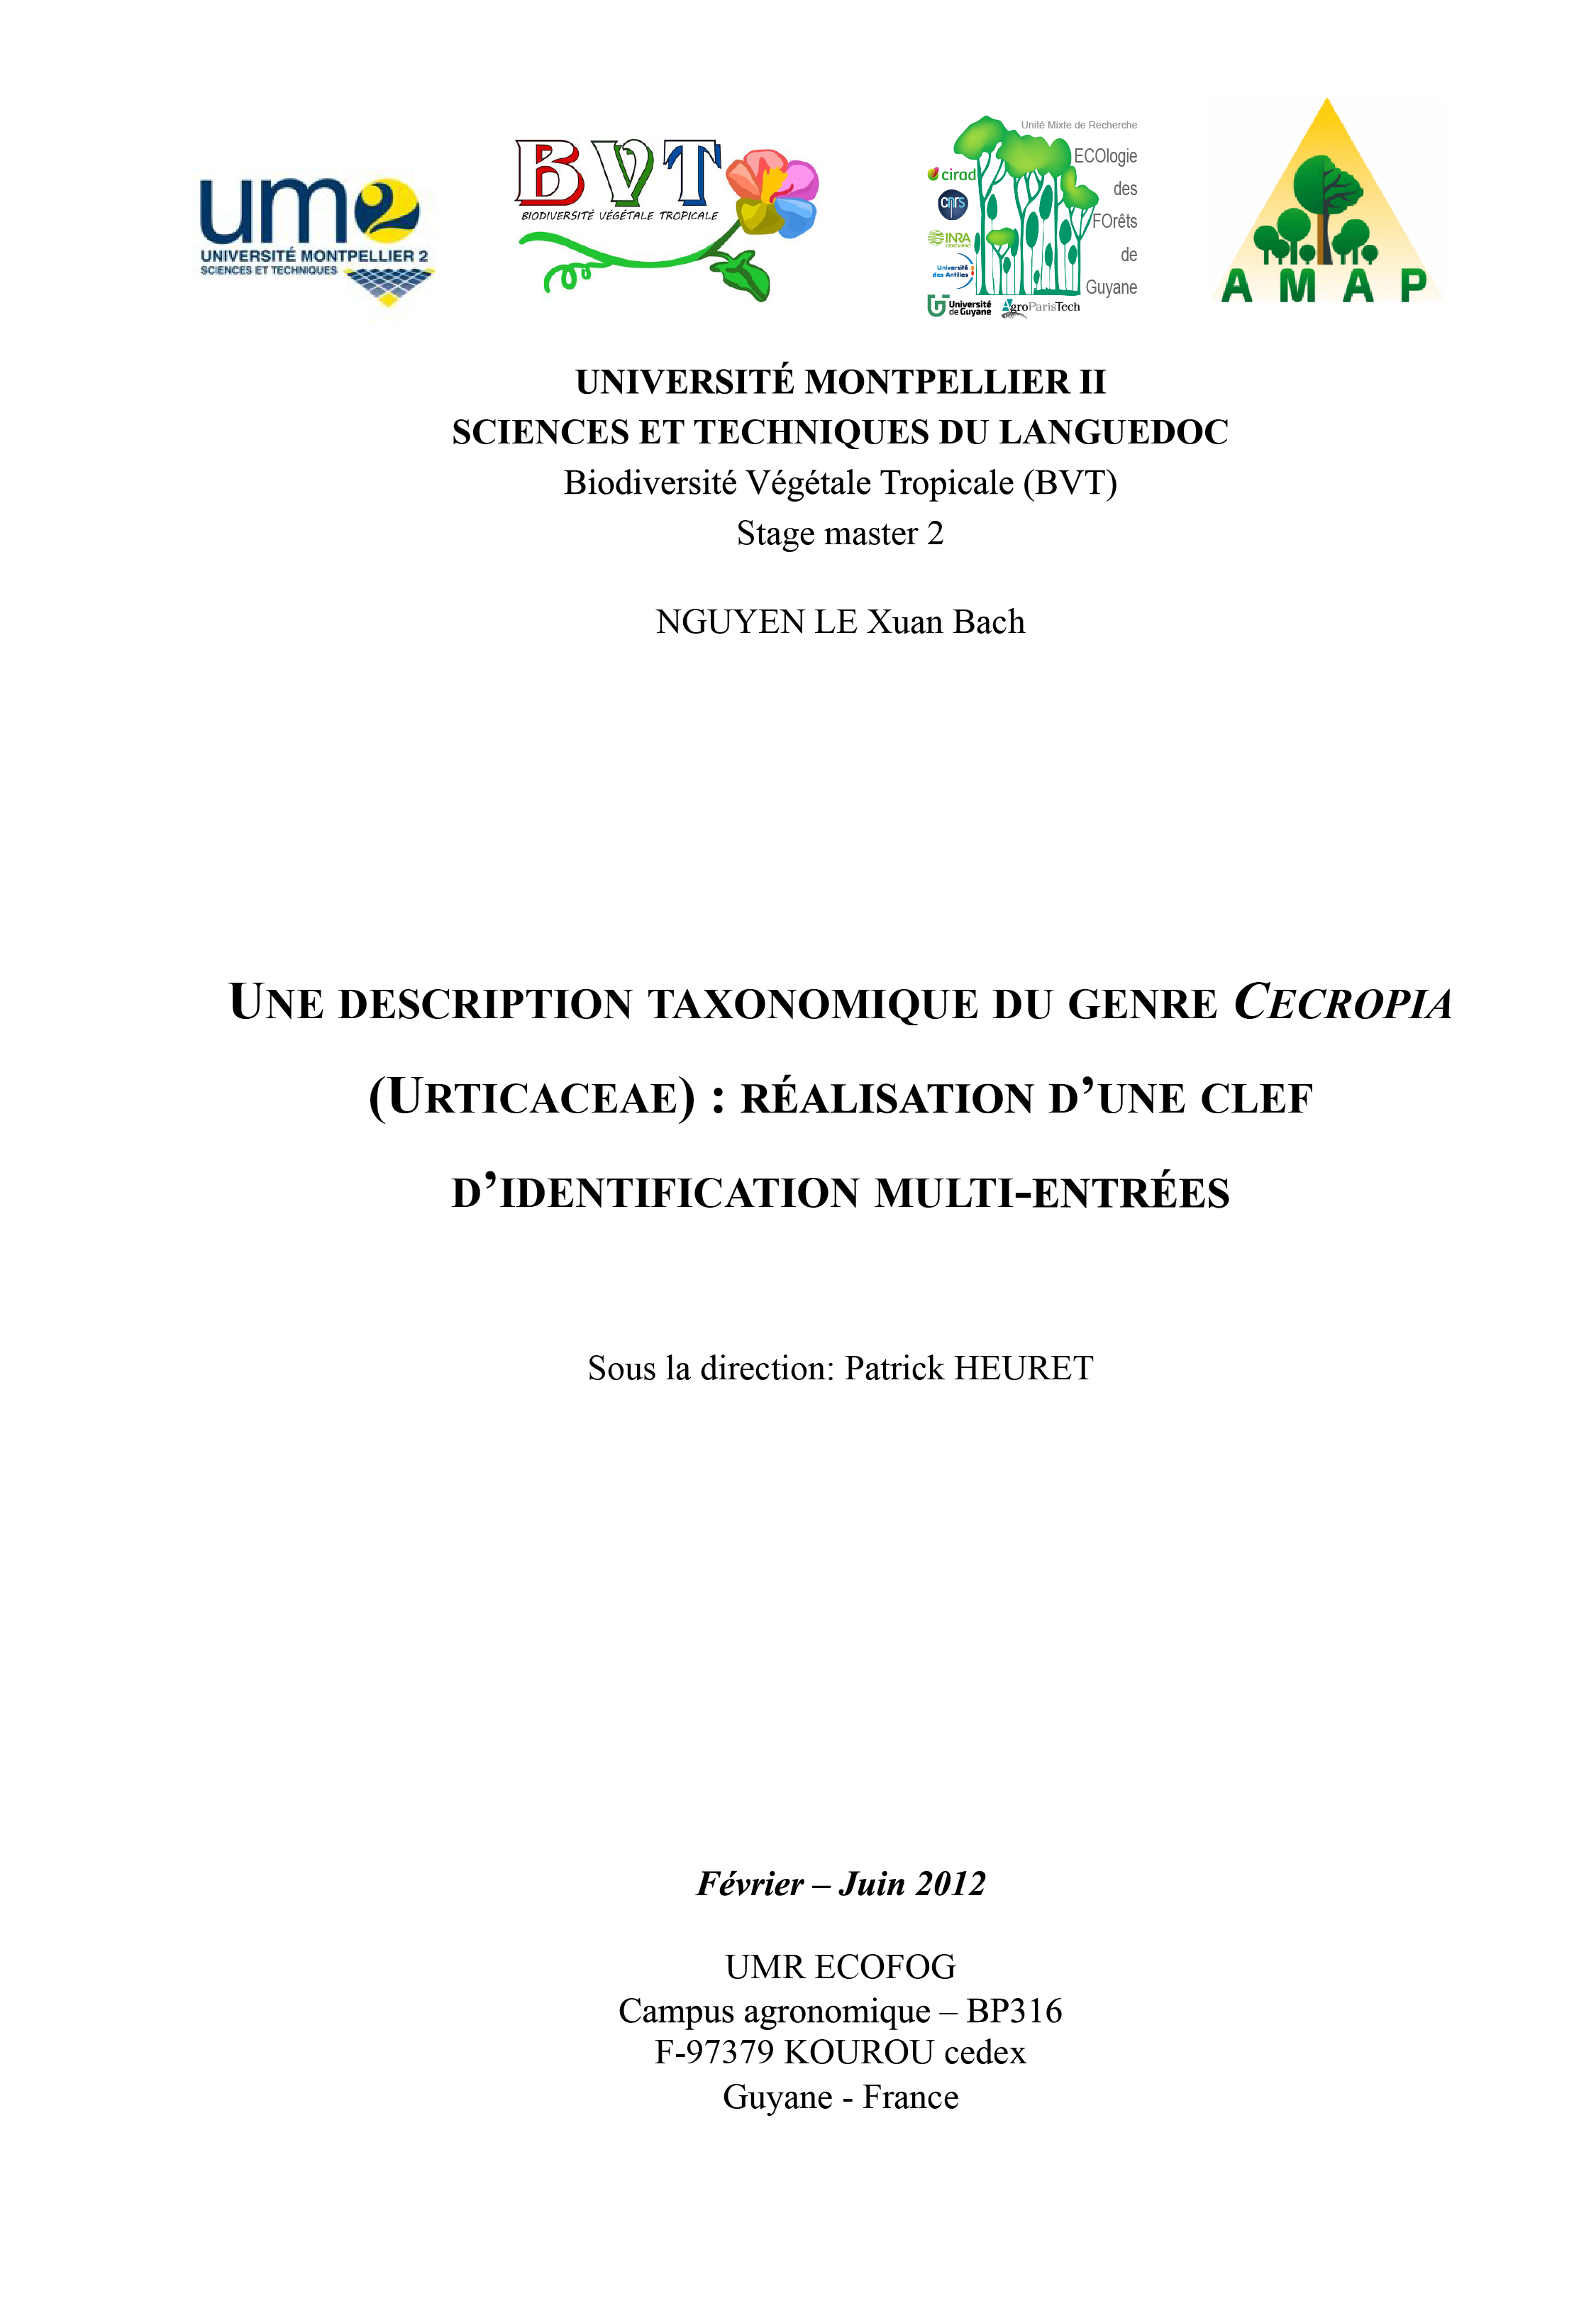 um2
UNIVERSITÉ MONTPELLIER 2
SCIENCES ET TECHNIQUES
BVT
BIODIVERSITÉ VÉGÉTALE TROPICALE
Unité Mixte de Recherche
ECOlogie
des
FOrêts
de
Guyane
cirad
cnrs
INRA
Université
des Antilles
Université
de Guyane
AgroParisTech
AMAP
UNIVERSITÉ MONTPELLIER II
SCIENCES ET TECHNIQUES DU LANGUEDOC
Biodiversité Végétale Tropicale (BVT)
Stage master 2
NGUYEN LE Xuan Bach
UNE DESCRIPTION TAXONOMIQUE DU GENRE CECROPIA
(URTICACEAE) : RÉALISATION D’UNE CLEF
D’IDENTIFICATION MULTI-ENTRÉES
Sous la direction: Patrick HEURET
Février – Juin 2012
UMR ECOFOG
Campus agronomique – BP316
F-97379 KOUROU cedex
Guyane - France